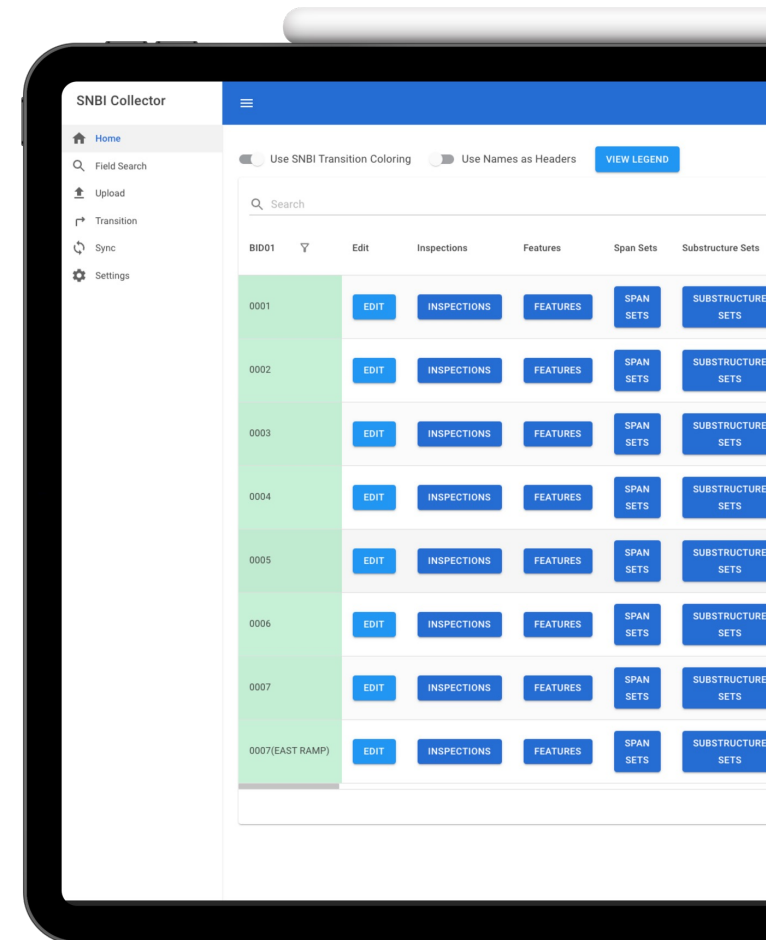 SNBI Collector
Home
Field Search
Upload
Transition
Sync
Settings
Use SNBI Transition Coloring Use Names as Headers VIEW LEGEND
Search
BID01 Edit Inspections Features Span Sets Substructure Sets
0001 EDIT INSPECTIONS FEATURES SPAN SETS SUBSTRUCTURE SETS
0002 EDIT INSPECTIONS FEATURES SPAN SETS SUBSTRUCTURE SETS
0003 EDIT INSPECTIONS FEATURES SPAN SETS SUBSTRUCTURE SETS
0004 EDIT INSPECTIONS FEATURES SPAN SETS SUBSTRUCTURE SETS
0005 EDIT INSPECTIONS FEATURES SPAN SETS SUBSTRUCTURE SETS
0006 EDIT INSPECTIONS FEATURES SPAN SETS SUBSTRUCTURE SETS
0007 EDIT INSPECTIONS FEATURES SPAN SETS SUBSTRUCTURE SETS
0007(EAST RAMP) EDIT INSPECTIONS FEATURES SPAN SETS SUBSTRUCTURE SETS